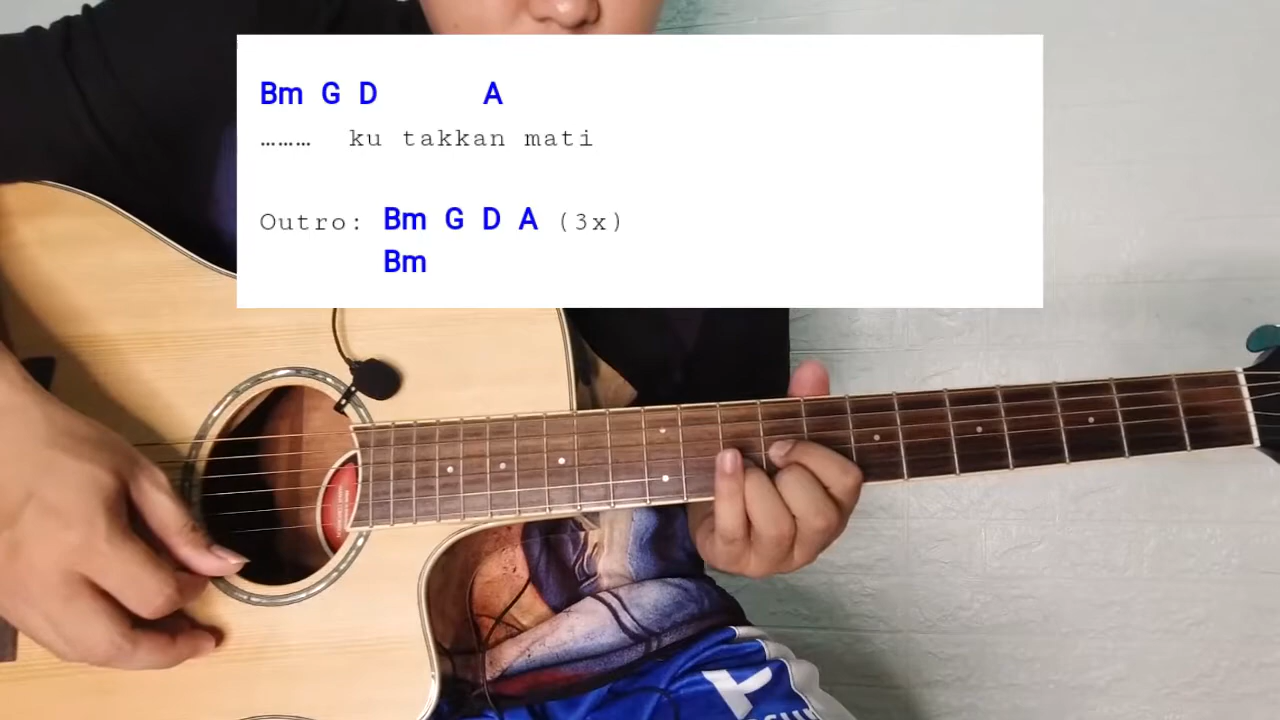 Bm G D A
……… ku takkan mati
Outro: Bm G D A (3x)
Bm